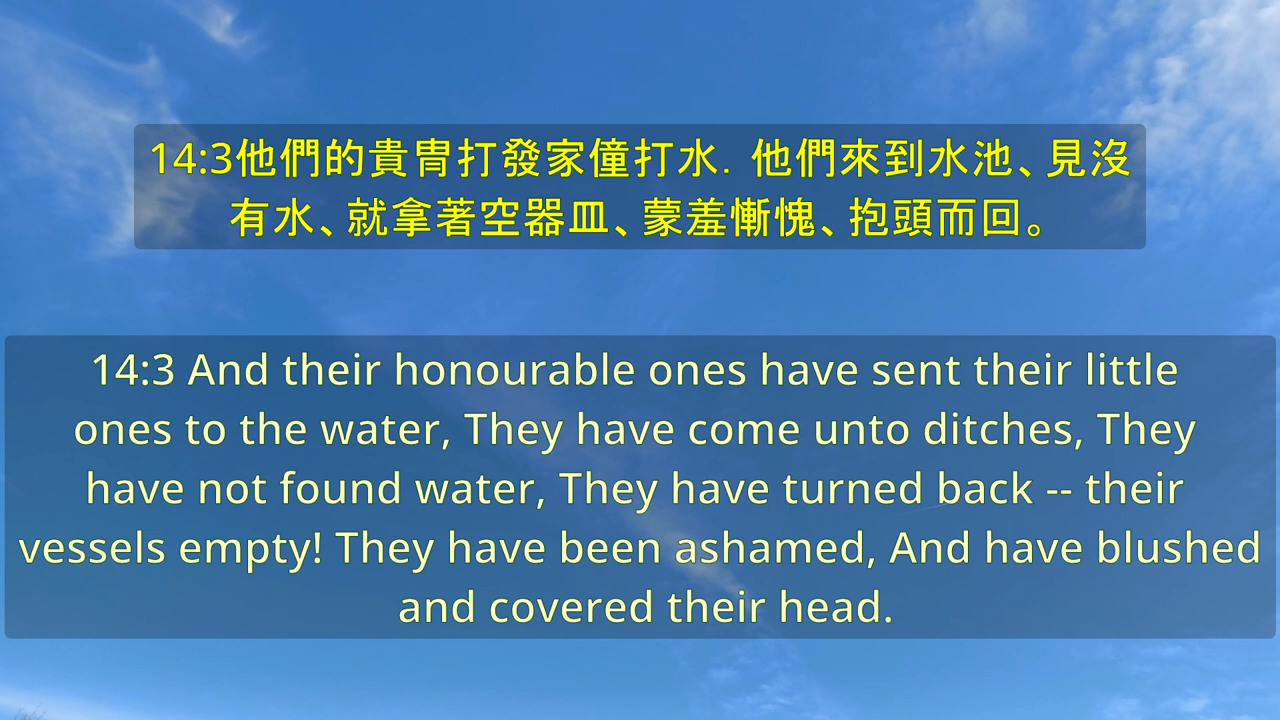 14:3他們的貴冑打發家僮打水．他們來到水池、見沒
有水、就拿著空器皿、蒙羞慚愧、抱頭而回。
14:3 And their honourable ones have sent their little
ones to the water, They have come unto ditches, They
have not found water, They have turned back -- their
vessels empty! They have been ashamed, And have blushed
and covered their head.